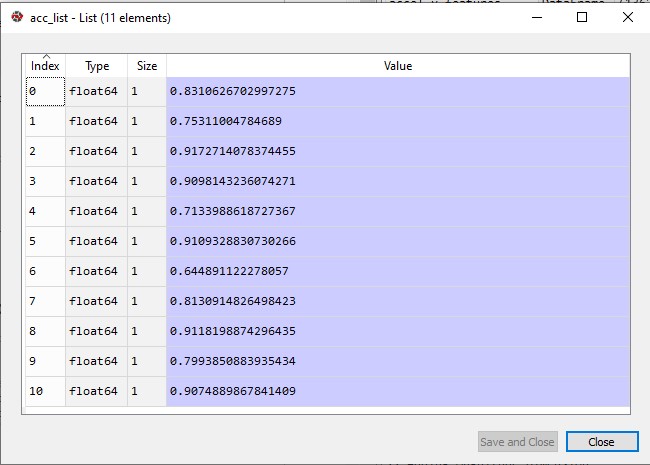 acc_list - List (11 elements)
Index Type Size Value
0 float64 1 0.8310626702997275
1 float64 1 0.75311004784689
2 float64 1 0.9172714078374455
3 float64 1 0.9098143236074271
4 float64 1 0.7133988618727367
5 float64 1 0.9109328830730266
6 float64 1 0.644891122278057
7 float64 1 0.8130914826498423
8 float64 1 0.9118198874296435
9 float64 1 0.7993850883935434
10 float64 1 0.9074889867841409
Save and Close Close